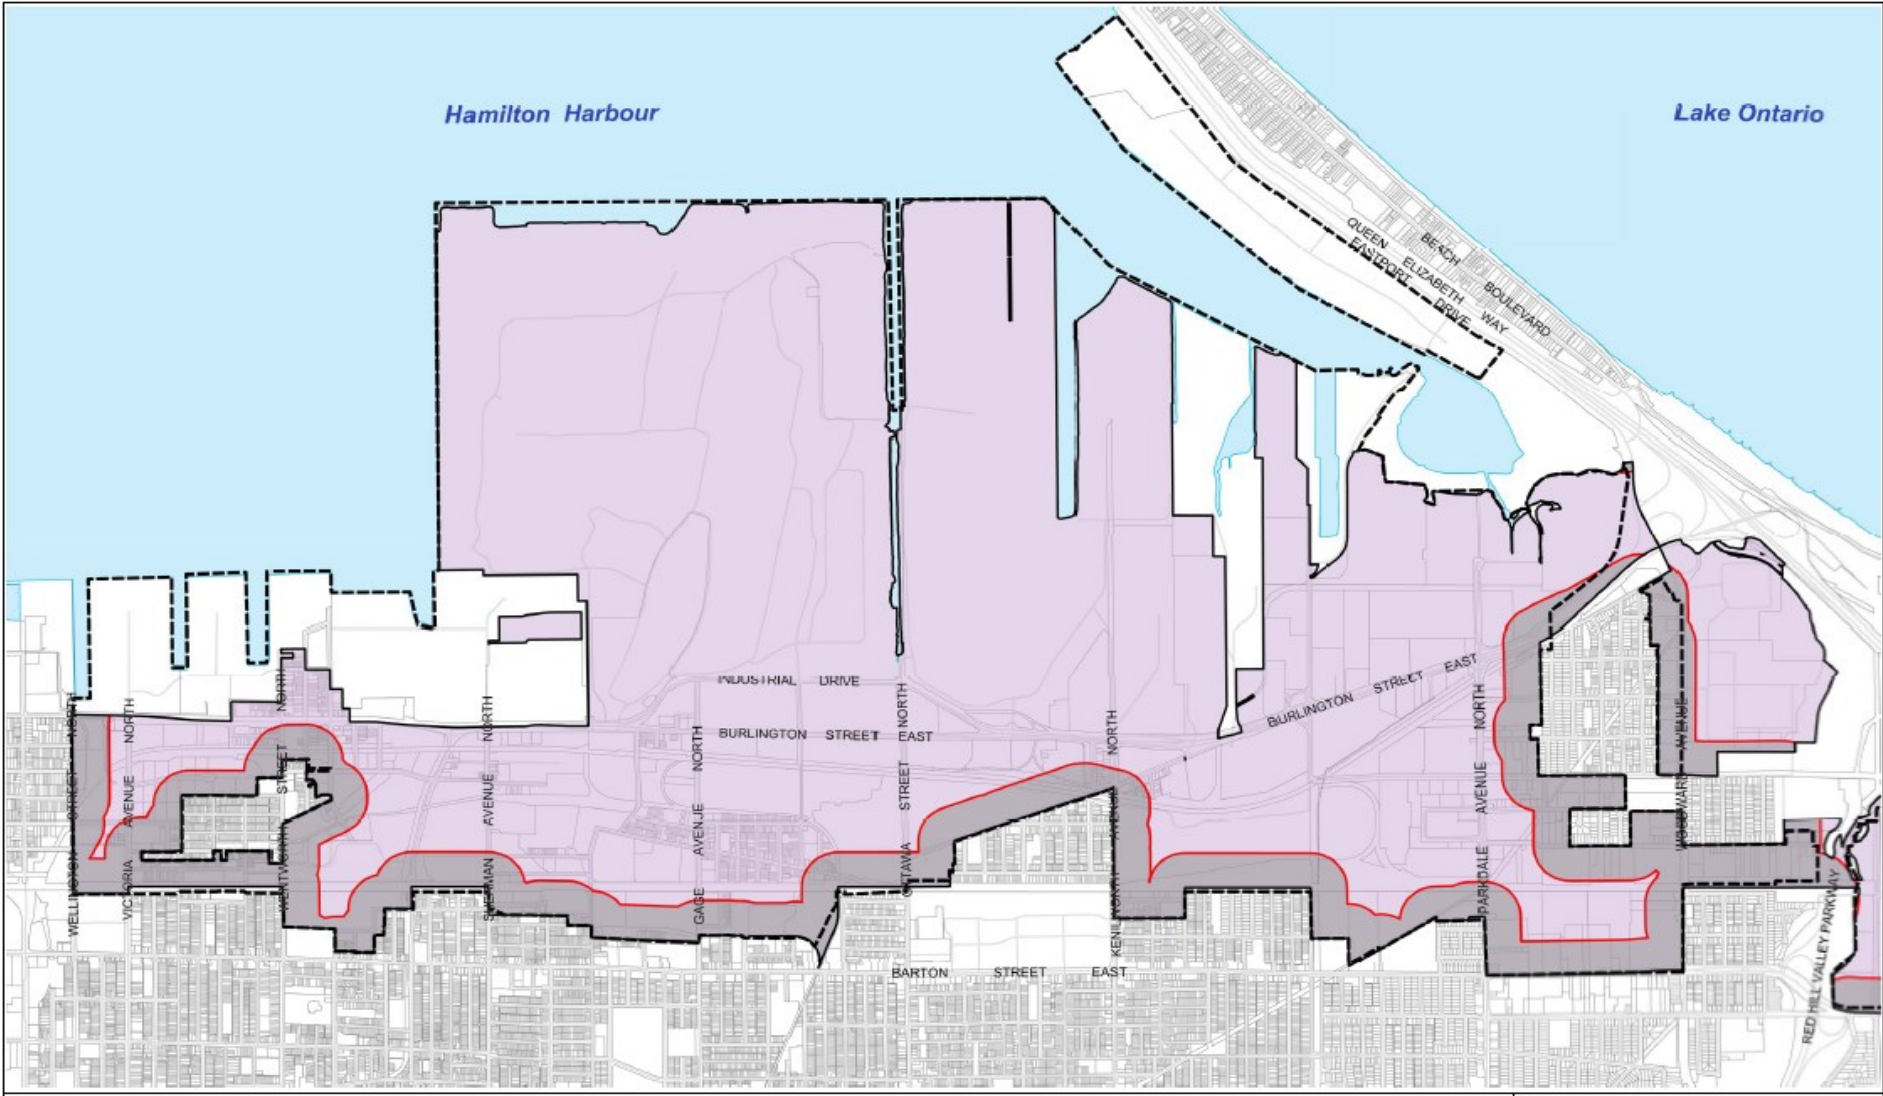 Hamilton Harbour
Lake Ontario
QUEEN ELIZABETH WAY
EASTPORT DRIVE
BEACH BOULEVARD
INDUSTRIAL DRIVE
BURLINGTON STREET EAST
BURLINGTON STREET EAST
WELLINGTON STREET NORTH
VICTORIA AVENUE NORTH
WENTWORTH STREET NORTH
SHERMAN AVENUE NORTH
GAGE AVENUE NORTH
OTTAWA STREET NORTH
KENILWORTH AVENUE NORTH
PARKDALE AVENUE NORTH
WOODWARD AVENUE
BARTON STREET EAST
RED HILL VALLEY PARKWAY